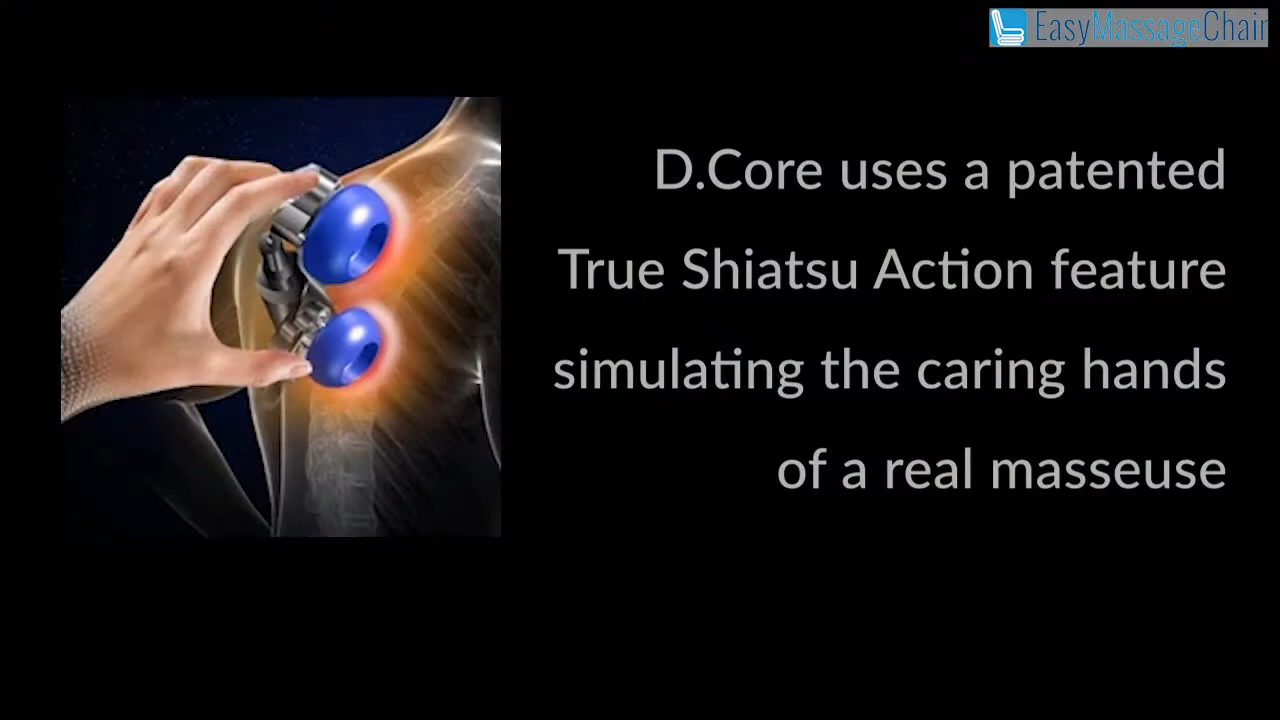 EasyMassageChair
D.Core uses a patented
True Shiatsu Action feature
simulating the caring hands
of a real masseuse